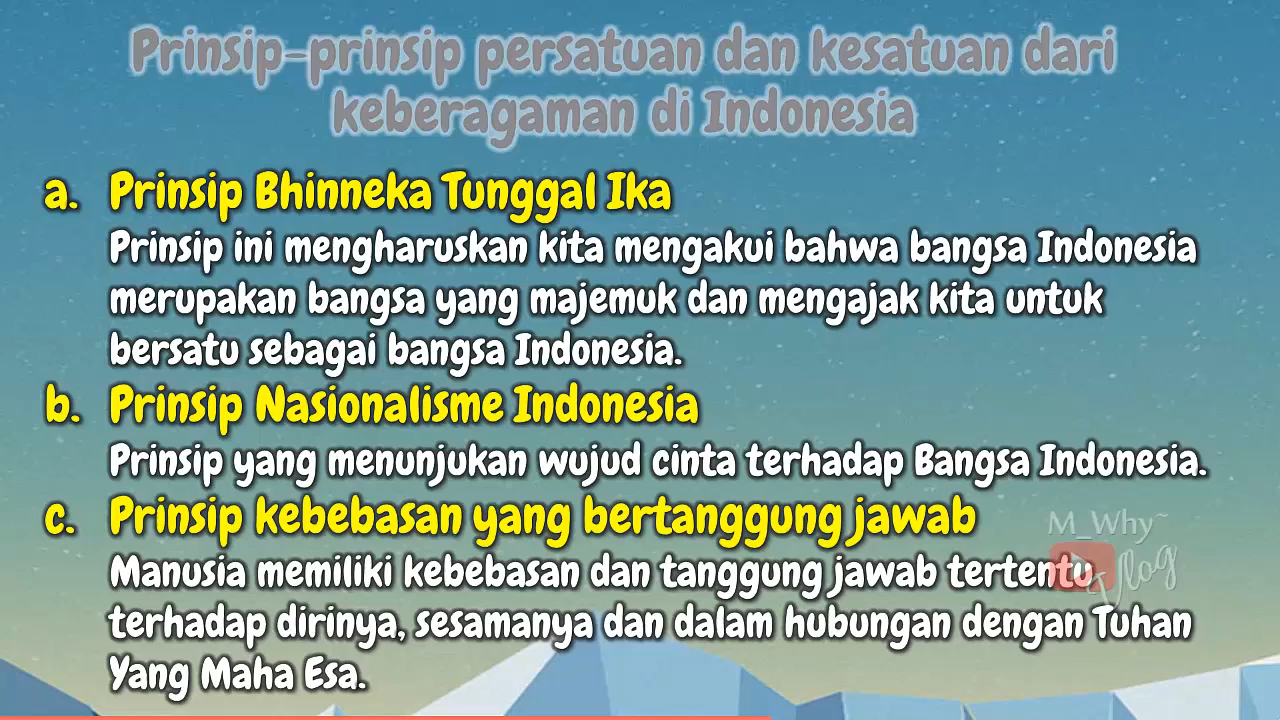 Prinsip-prinsip persatuan dan kesatuan dari
keberagaman di Indonesia
a. Prinsip Bhinneka Tunggal Ika
Prinsip ini mengharuskan kita mengakui bahwa bangsa Indonesia
merupakan bangsa yang majemuk dan mengajak kita untuk
bersatu sebagai bangsa Indonesia.
b. Prinsip Nasionalisme Indonesia
Prinsip yang menunjukan wujud cinta terhadap Bangsa Indonesia.
c. Prinsip kebebasan yang bertanggung jawab
M_Why~
Vlog
Manusia memiliki kebebasan dan tanggung jawab tertentu
terhadap dirinya, sesamanya dan dalam hubungan dengan Tuhan
Yang Maha Esa.